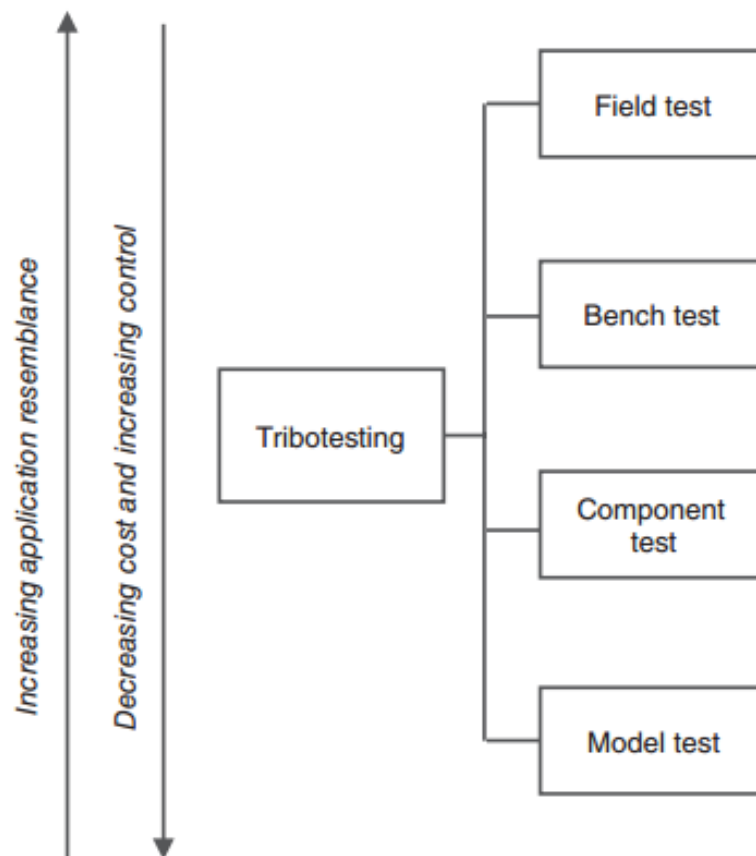 Increasing application resemblance
Decreasing cost and increasing control
Tribotesting
Field test
Bench test
Component
test
Model test